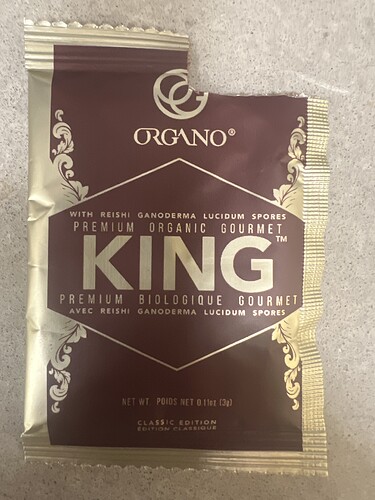 ORGANO®
WITH REISHI GANODERMA LUCIDUM SPORES
PREMIUM ORGANIC GOURMET
KING™
PREMIUM BIOLOGIQUE GOURMET
AVEC REISHI GANODERMA LUCIDUM SPORES
NET WT. POIDS NET 0.11oz (3g)
CLASSIC EDITION
EDITION CLASSIQUE